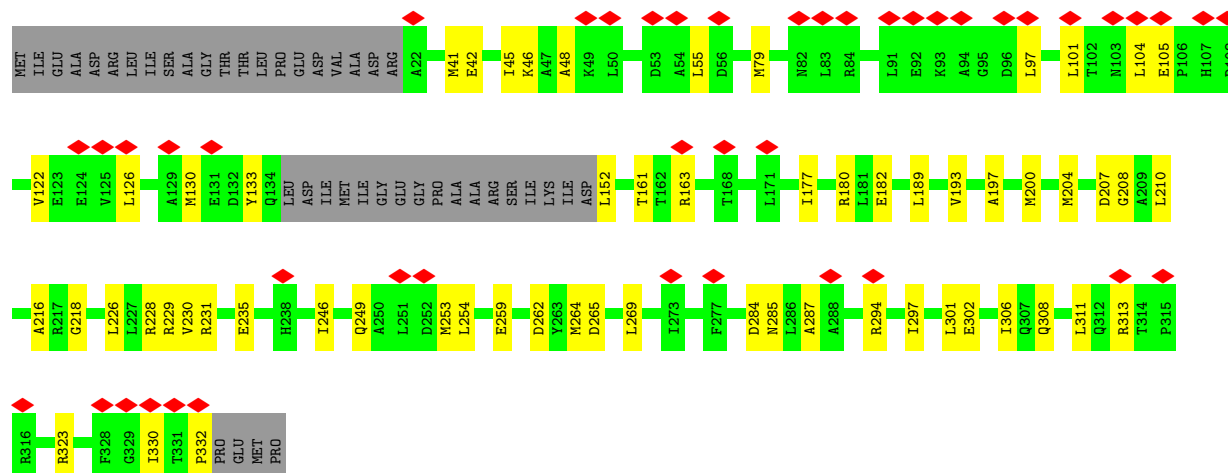 MET ILE GLU ALA ASP ARG LEU ILE SER ALA GLY THR THR LEU PRO GLU ASP VAL ALA ASP ARG A22 M41 E42 I45 K46 A47 A48 K49 L50 D53 A54 L55 D56 M79 N82 L83 R84 L91 E92 K93 A94 G95 D96 L97 L101 T102 N103 L104 E105 P106 H107
V122 E123 E124 V125 L126 A129 M130 E131 D132 Y133 Q134 LEU ASP ILE MET ILE GLY GLU GLY PRO ALA ALA ARG SER ILE LYS ILE ASP L152 T161 T162 R163 T168 L171 I177 R180 L181 E182 L189 V193 A197 M200 M204 D207 G208 A209 L210
A216 R217 G218 L226 L227 R228 R229 V230 R231 E235 H238 I246 Q249 A250 L251 D252 M253 L254 E259 D262 Y263 M264 D265 L269 I273 F277 D284 N285 L286 A287 A288 R294 I297 L301 E302 I306 Q307 Q308 L311 Q312 R313 T314 P315
R316 R323 F328 G329 I330 T331 P332 PRO GLU MET PRO